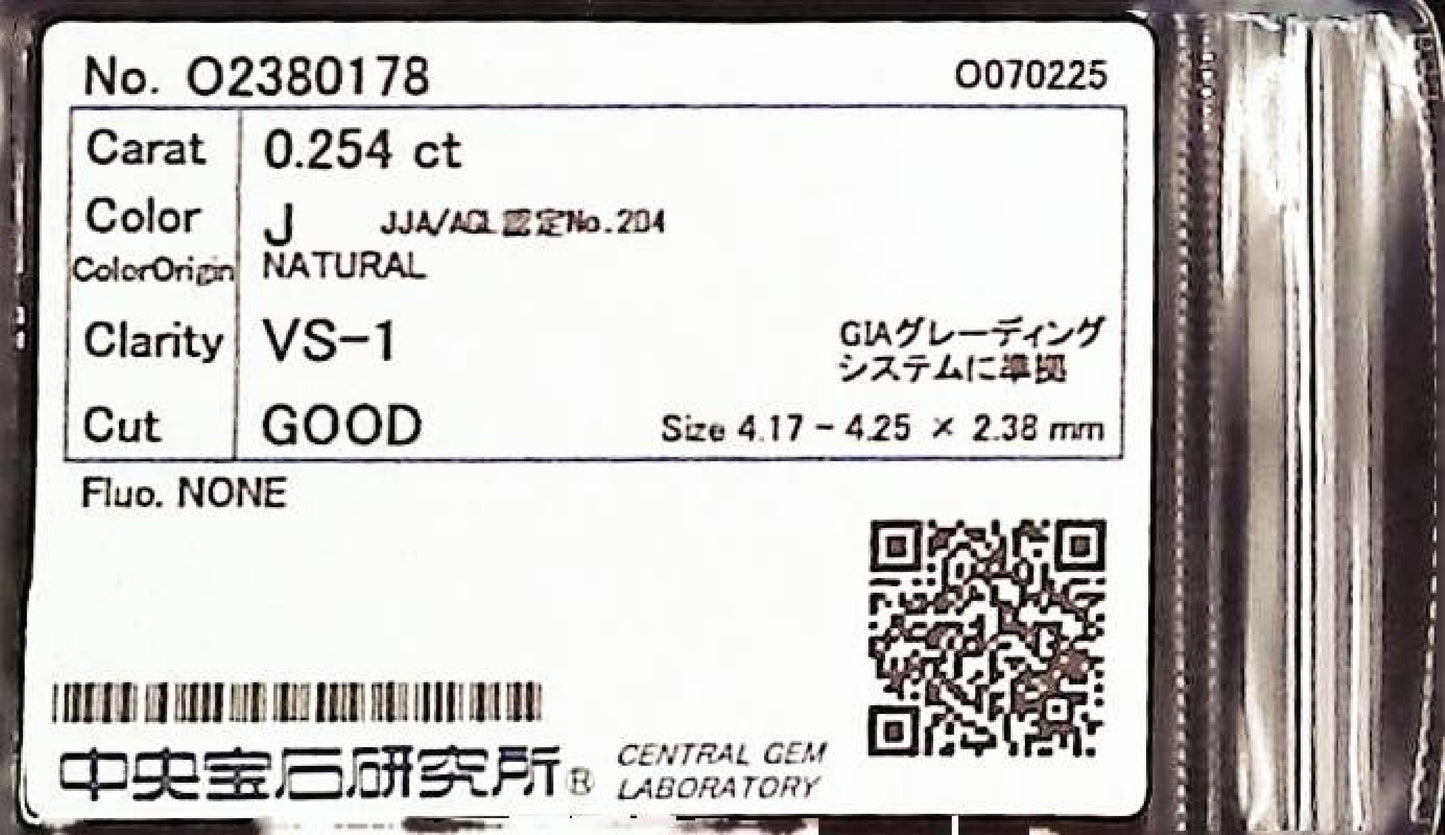 No. O2380178 O070225
Carat 0.254 ct
Color J JJA/AGL認定No.204
ColorOrigin NATURAL
Clarity VS-1 GIAグレーディング
システムに準拠
Cut GOOD Size 4.17 - 4.25 × 2.38 mm
Fluo. NONE
中央宝石研究所® CENTRAL GEM
LABORATORY